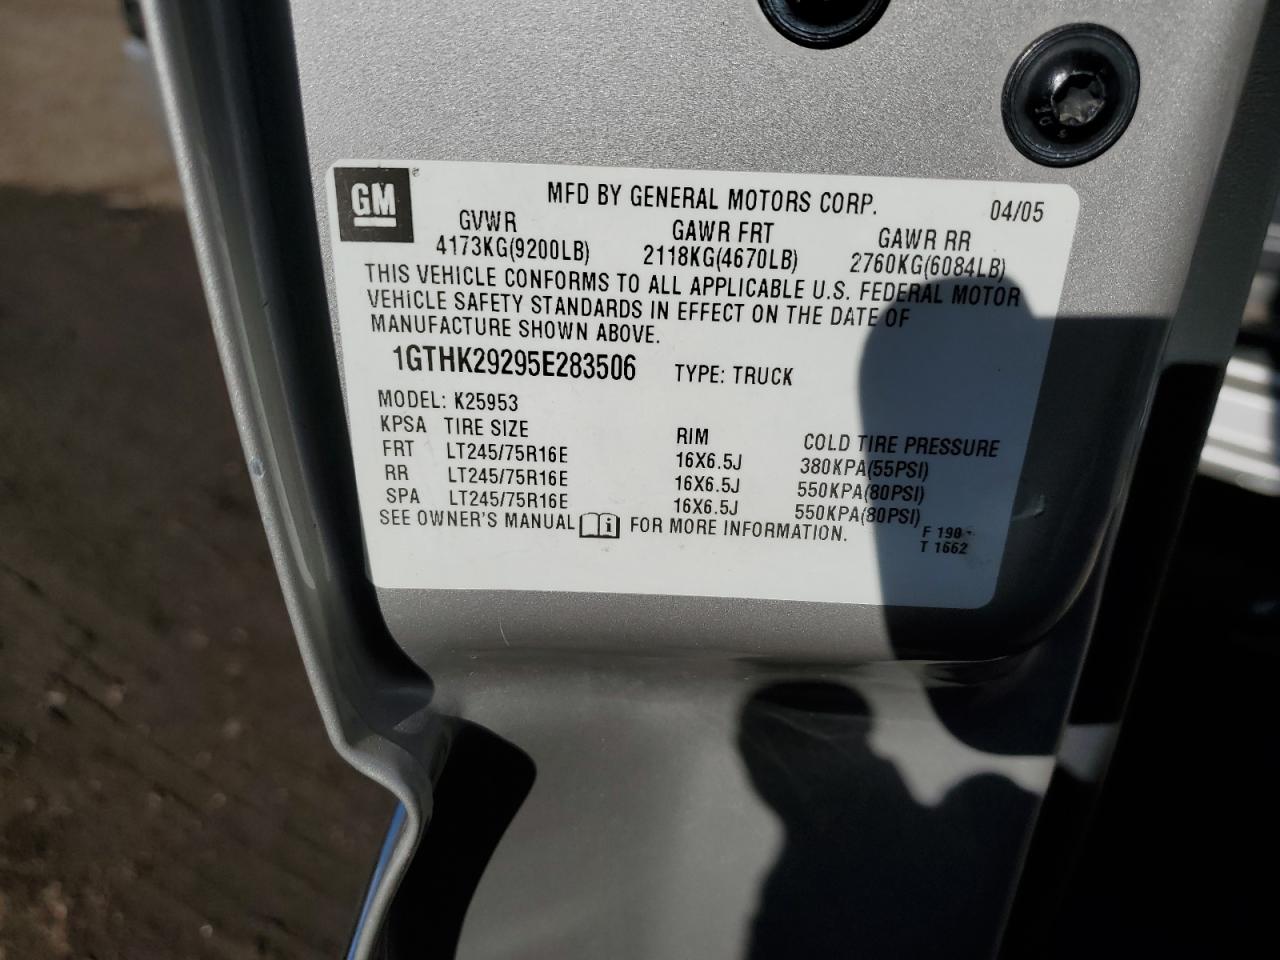 GM
MFD BY GENERAL MOTORS CORP. 04/05
GVWR GAWR FRT GAWR RR
4173KG(9200LB) 2118KG(4670LB) 2760KG(6084LB)
THIS VEHICLE CONFORMS TO ALL APPLICABLE U.S. FEDERAL MOTOR
VEHICLE SAFETY STANDARDS IN EFFECT ON THE DATE OF
MANUFACTURE SHOWN ABOVE.
1GTHK29295E283506 TYPE: TRUCK
MODEL: K25953
KPSA TIRE SIZE RIM COLD TIRE PRESSURE
FRT LT245/75R16E 16X6.5J 380KPA(55PSI)
RR LT245/75R16E 16X6.5J 550KPA(80PSI)
SPA LT245/75R16E 16X6.5J 550KPA(80PSI)
SEE OWNER'S MANUAL FOR MORE INFORMATION.
F
T 1662